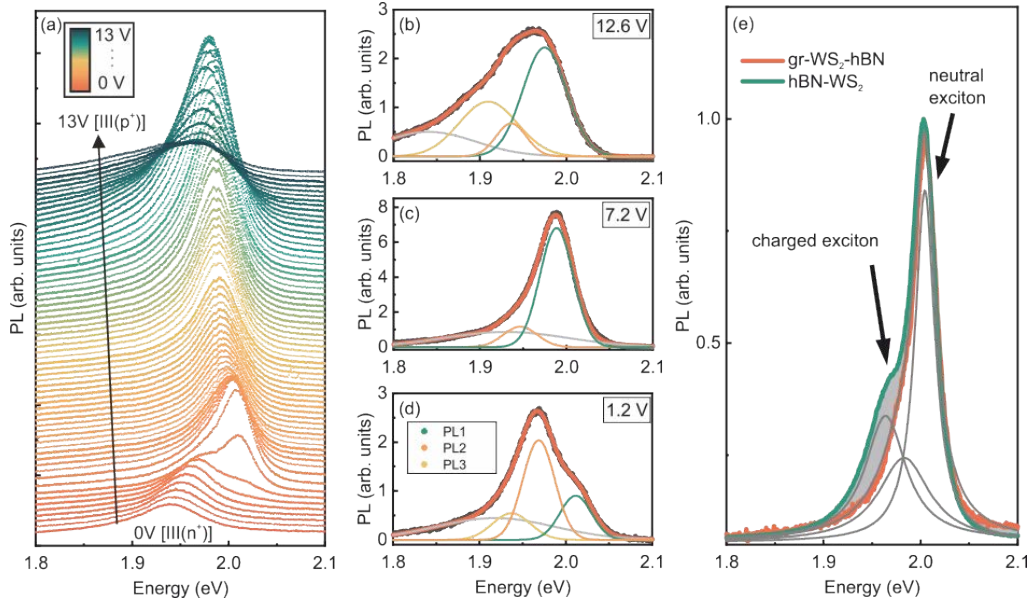 (a)
13 V
⋮
0 V
13V [III(p⁺)]
0V [III(n⁺)]
PL (arb. units)
1.8 1.9 2.0 2.1
Energy (eV)
(b)
12.6 V
PL (arb. units)
3
2
1
0
1.8 1.9 2.0 2.1
(c)
7.2 V
PL (arb. units)
8
6
4
2
0
1.8 1.9 2.0 2.1
(d)
1.2 V
PL1
PL2
PL3
PL (arb. units)
3
2
1
0
1.8 1.9 2.0 2.1
Energy (eV)
(e)
gr-WS₂-hBN
hBN-WS₂
neutral
exciton
charged exciton
PL (arb. units)
1.0
0.5
1.8 1.9 2.0 2.1
Energy (eV)